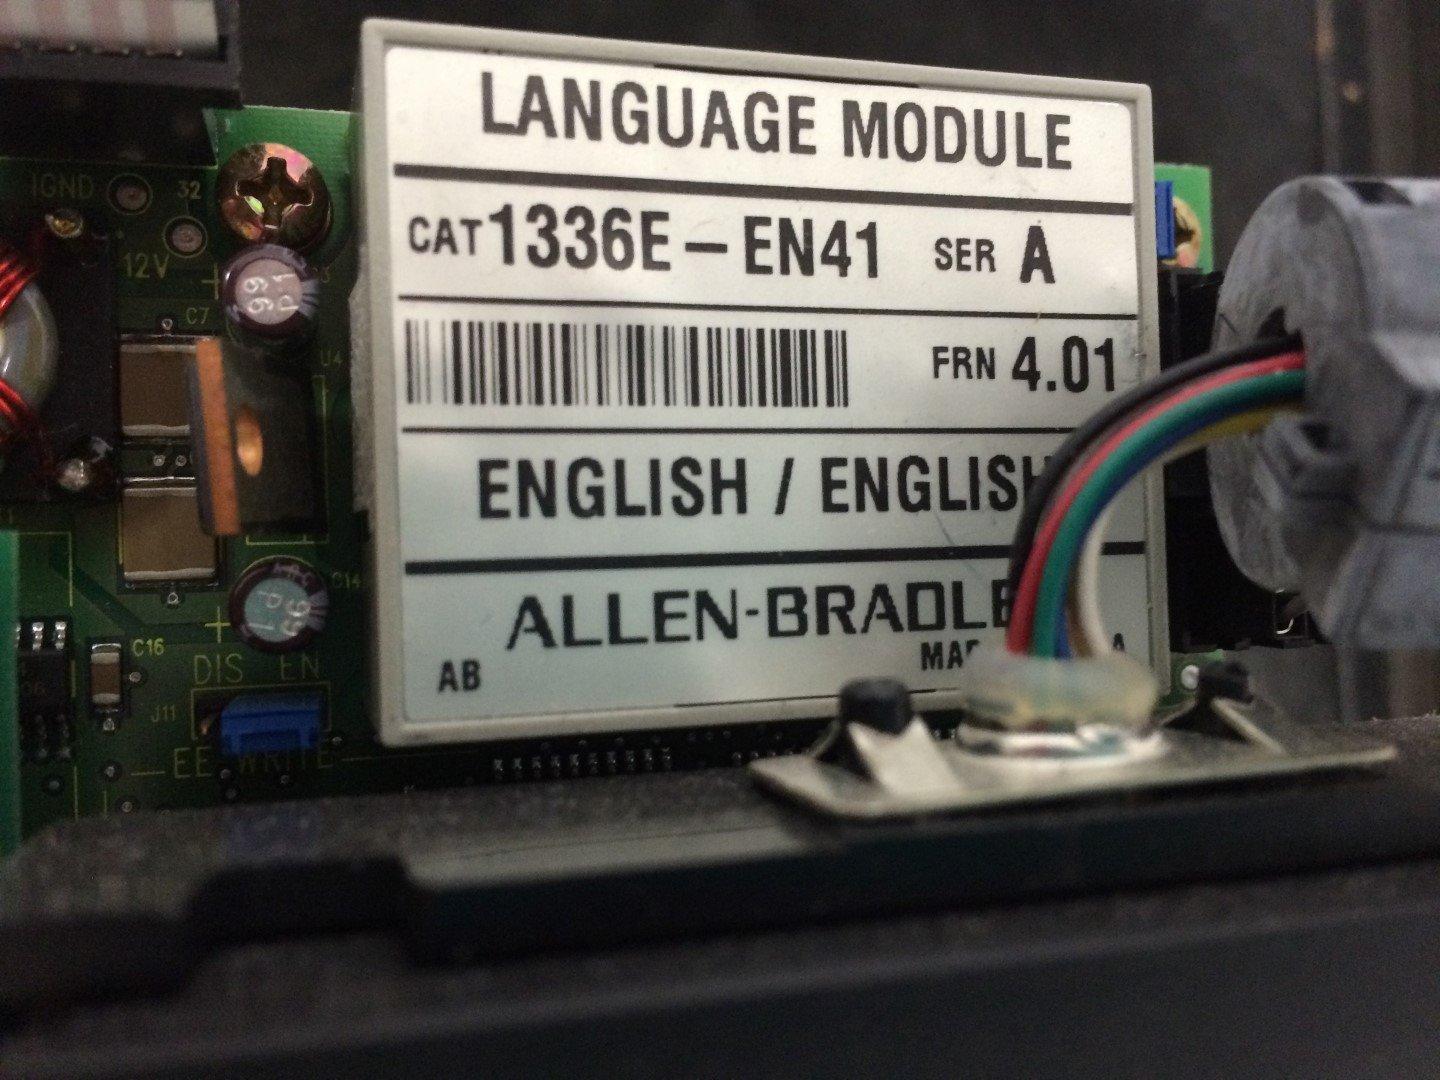 LANGUAGE MODULE
CAT 1336E-EN41 SER A
FRN 4.01
ENGLISH / ENGLISH
ALLEN-BRADLE
AB
IGND
32
12V
C7
U4
C14
C16
DIS EN
J11
EE WRITE